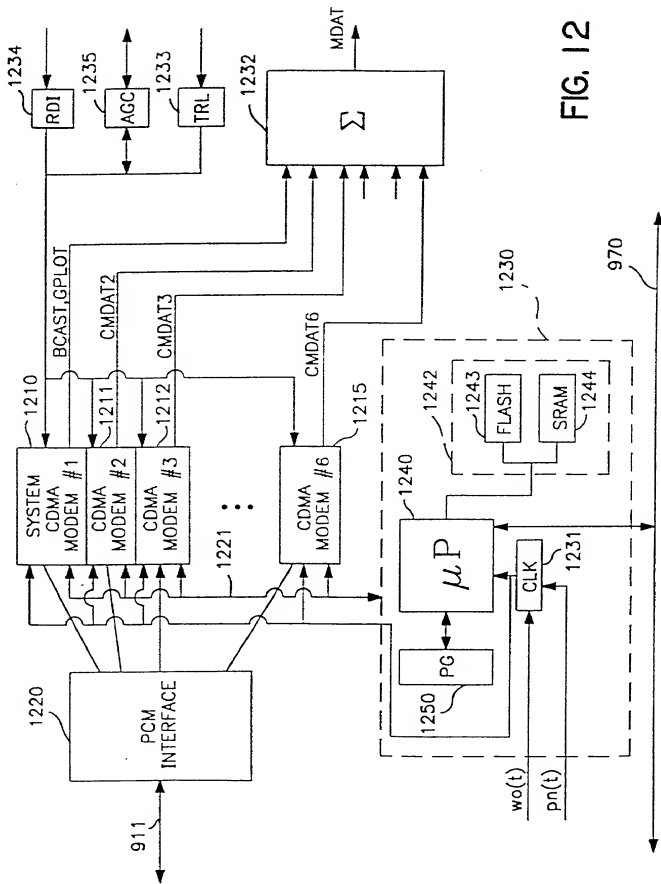 1234
RDI
1235
AGC
1233
TRL
1232
Σ
MDAT
BCAST,GPLOT
CMDAT2
CMDAT3
CMDAT6
1210
SYSTEM
CDMA
MODEM #1
1211
CDMA
MODEM #2
1212
CDMA
MODEM #3
1215
CDMA
MODEM #6
1221
1220
PCM
INTERFACE
911
1230
1242
1243
FLASH
SRAM
1244
1240
μP
CLK
1231
PG
1250
wo(t)
pn(t)
970
FIG. 12